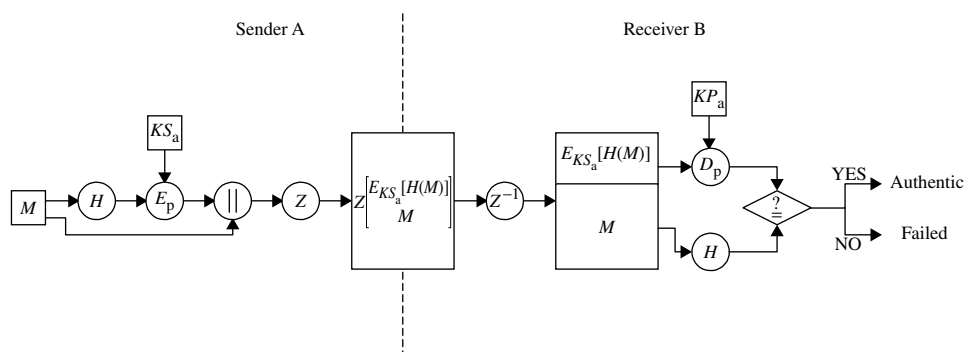 Sender A
Receiver B
KPa
KSa
EKSa[H(M)]
Dp
YES
Authentic
M
H
Ep
||
Z
Z[EKSa[H(M)]
M]
Z-1
M
?
=
H
NO
Failed